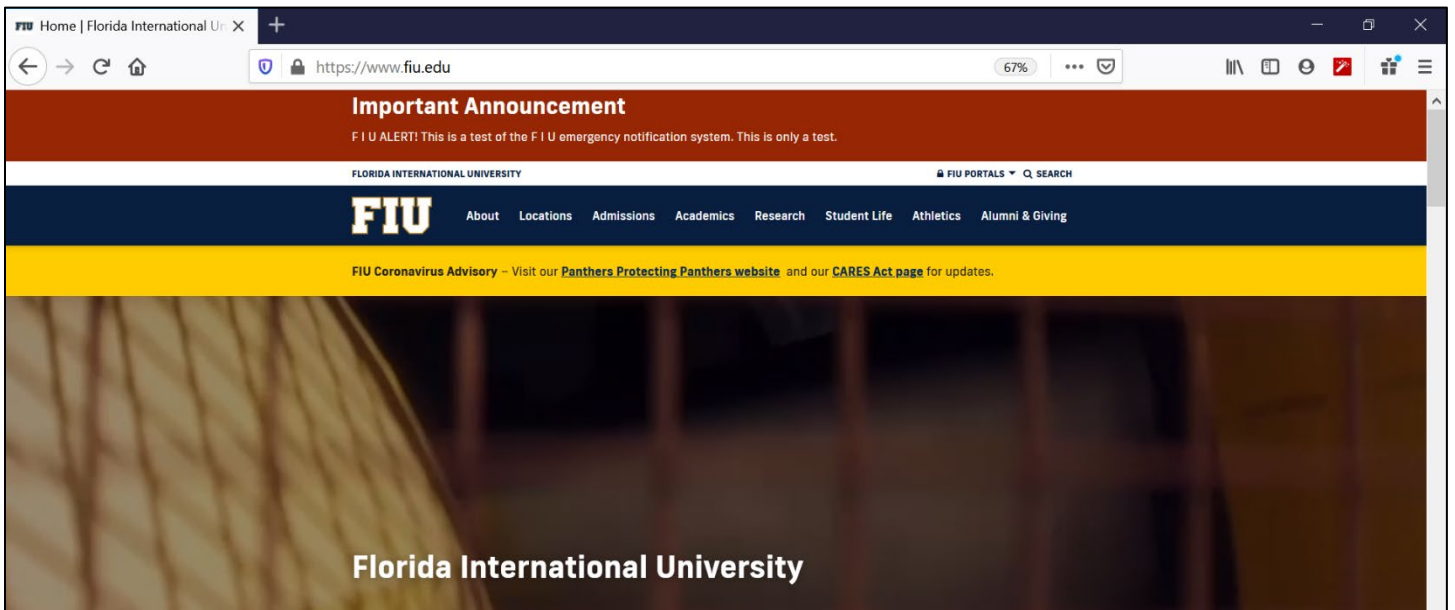 FIU Home | Florida International Un
https://www.fiu.edu
67%
Important Announcement
F I U ALERT! This is a test of the F I U emergency notification system. This is only a test.
FLORIDA INTERNATIONAL UNIVERSITY
FIU PORTALS
SEARCH
FIU
About
Locations
Admissions
Academics
Research
Student Life
Athletics
Alumni & Giving
FIU Coronavirus Advisory – Visit our Panthers Protecting Panthers website and our CARES Act page for updates.
Florida International University